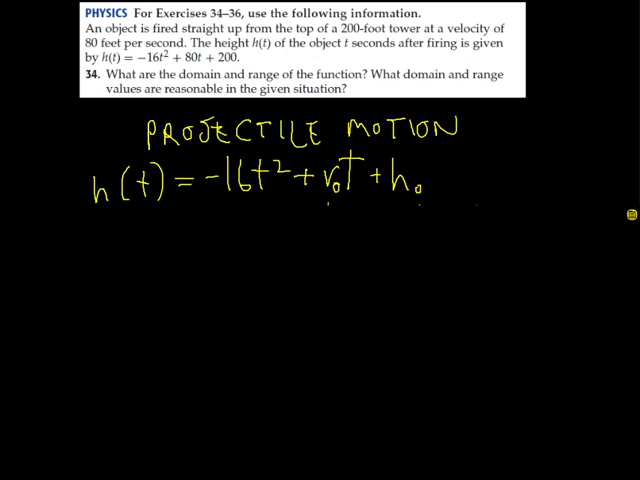 PHYSICS For Exercises 34–36, use the following information.
An object is fired straight up from the top of a 200-foot tower at a velocity of
80 feet per second. The height h(t) of the object t seconds after firing is given
by h(t) = −16t² + 80t + 200.
34. What are the domain and range of the function? What domain and range
values are reasonable in the given situation?
PROJECTILE MOTION
h(t) = -16t² + v₀t + h₀